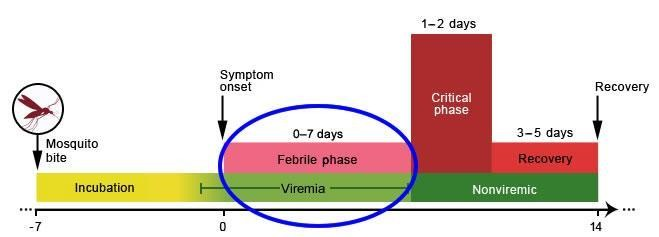 1–2 days
Symptom
onset
Recovery
Mosquito
bite
0–7 days
Critical
phase
3–5 days
Febrile phase
Recovery
Incubation
Viremia
Nonviremic
-7
0
14